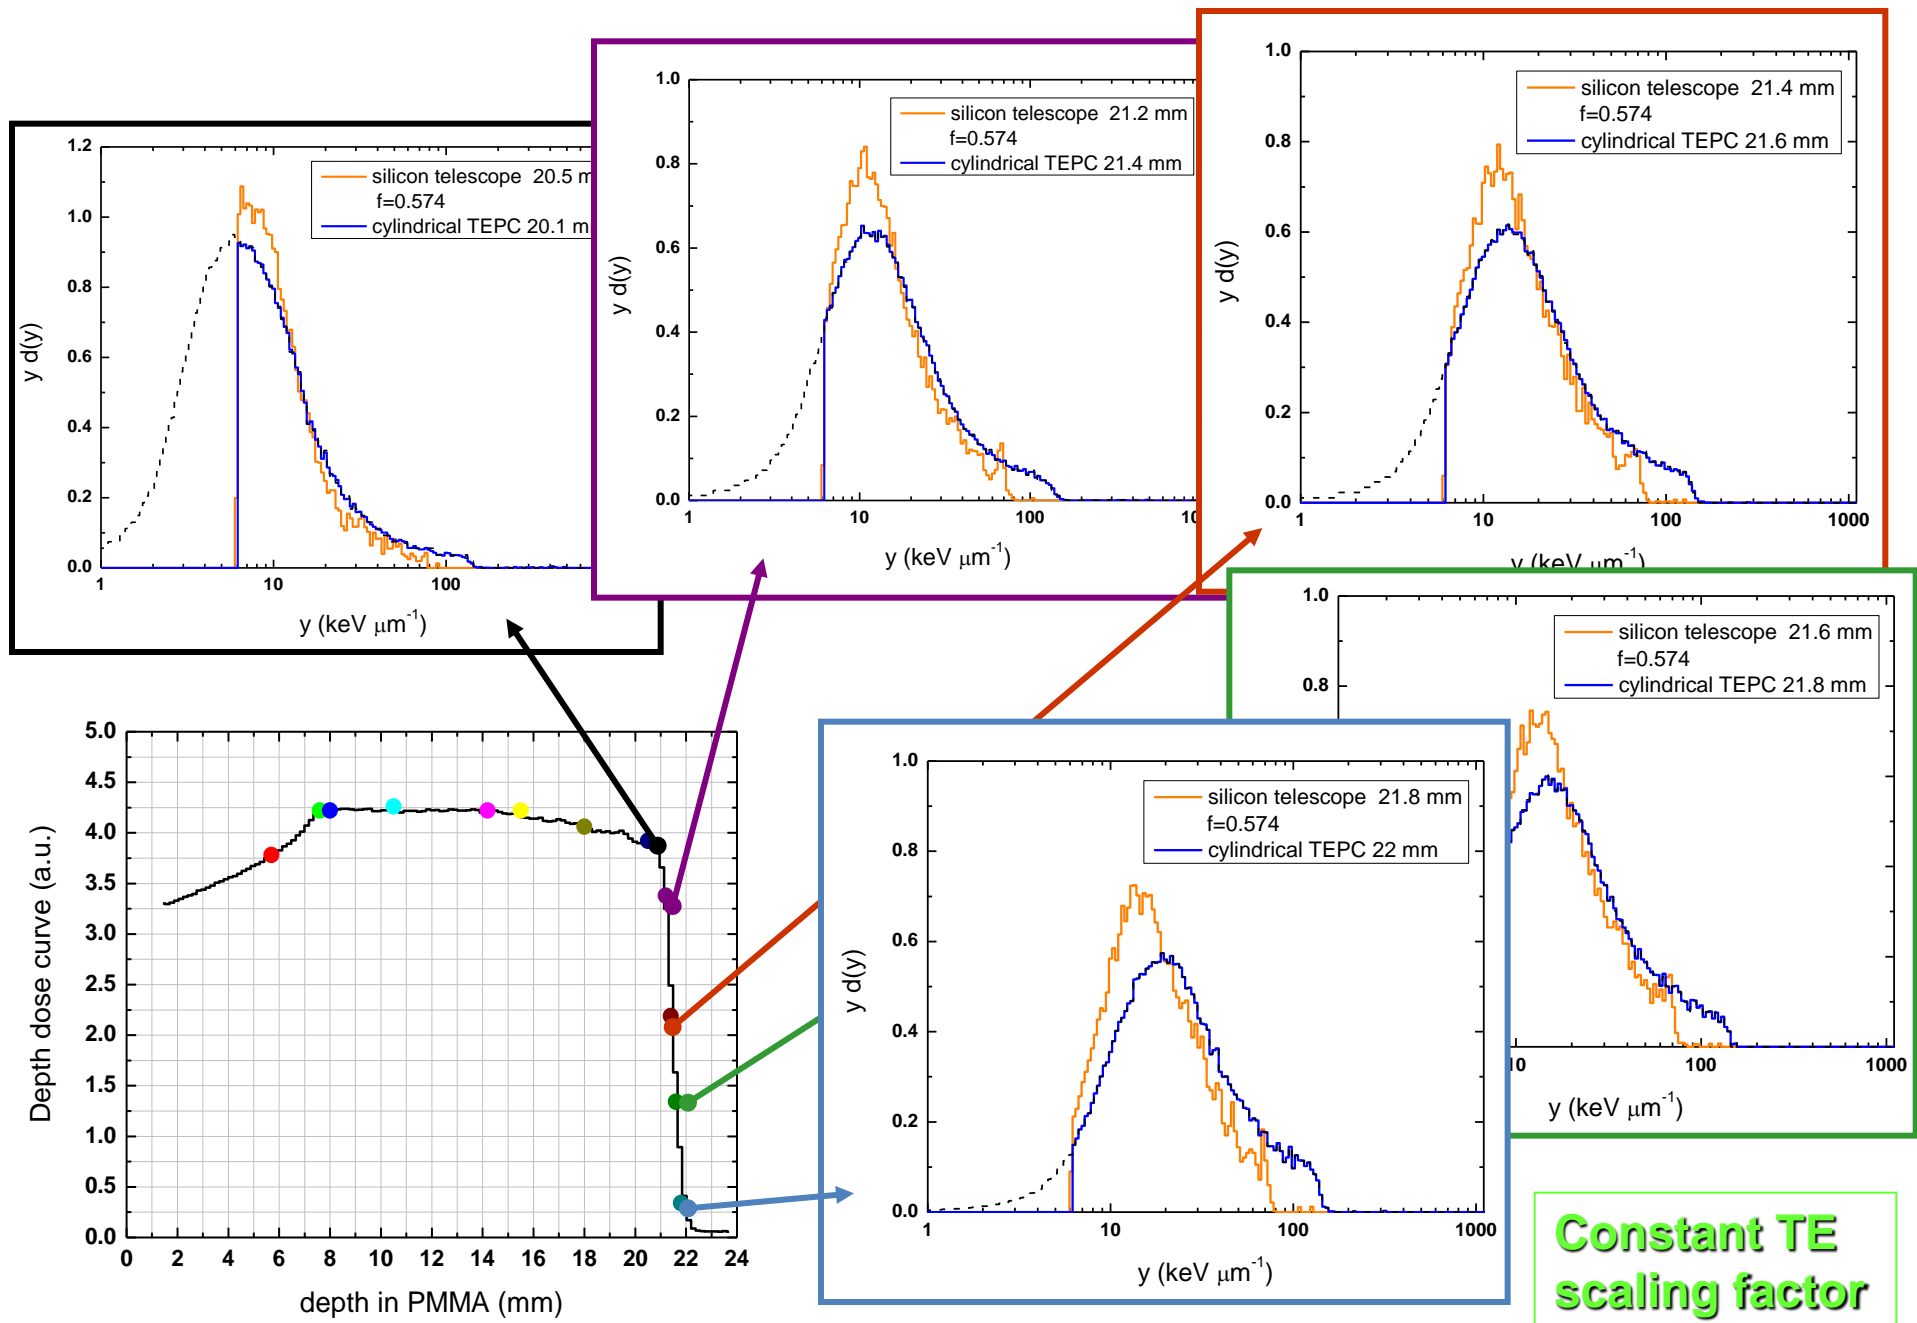 1.2
1.0
0.8
0.6
0.4
0.2
0.0
y d(y)
silicon telescope 20.5 m
f=0.574
cylindrical TEPC 20.1 m
1
10
100
y (keV μm⁻¹)
1.0
0.8
0.6
0.4
0.2
0.0
y d(y)
silicon telescope 21.2 mm
f=0.574
cylindrical TEPC 21.4 mm
1
10
100
10
y (keV μm⁻¹)
1.0
0.8
0.6
0.4
0.2
0.0
y d(y)
silicon telescope 21.4 mm
f=0.574
cylindrical TEPC 21.6 mm
1
10
100
1000
y (keV μm⁻¹)
1.0
0.8
silicon telescope 21.6 mm
f=0.574
cylindrical TEPC 21.8 mm
10
100
1000
y (keV μm⁻¹)
1.0
0.8
0.6
0.4
0.2
0.0
y d(y)
silicon telescope 21.8 mm
f=0.574
cylindrical TEPC 22 mm
1
10
100
1000
y (keV μm⁻¹)
5.0
4.5
4.0
3.5
3.0
2.5
2.0
1.5
1.0
0.5
0.0
Depth dose curve (a.u.)
0 2 4 6 8 10 12 14 16 18 20 22 24
depth in PMMA (mm)
Constant TE
scaling factor